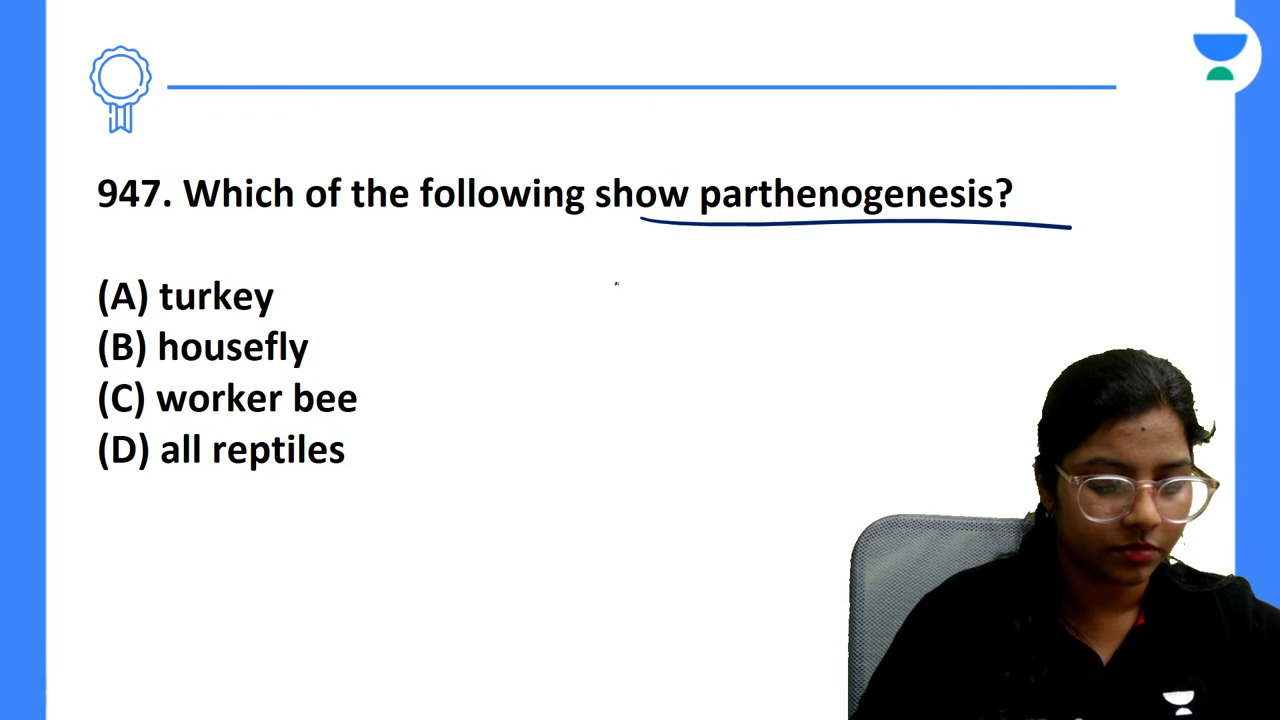 947. Which of the following show parthenogenesis?
(A) turkey
(B) housefly
(C) worker bee
(D) all reptiles